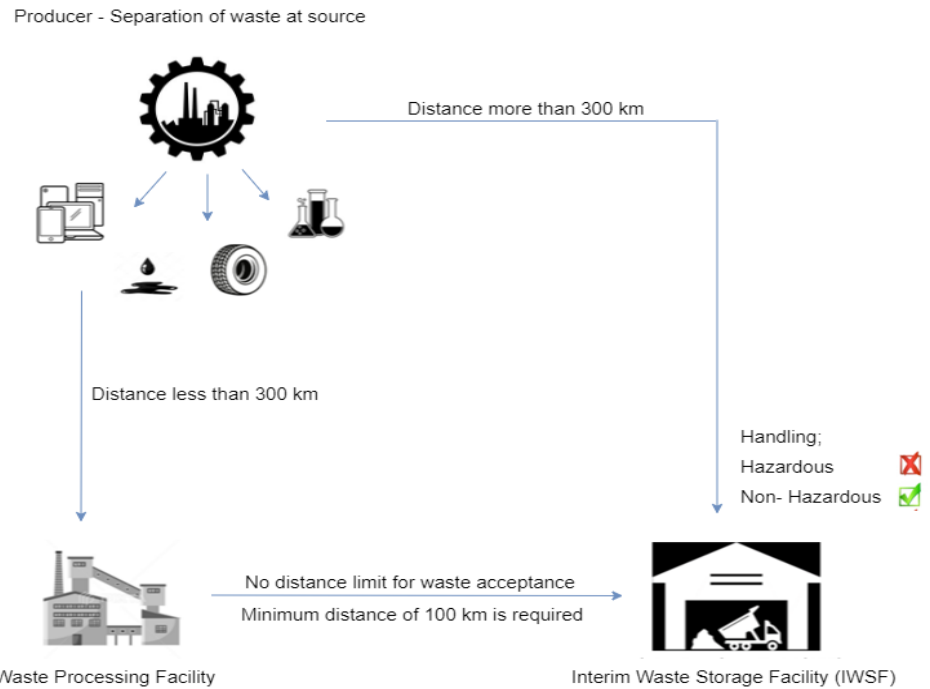 Producer - Separation of waste at source
Distance more than 300 km
Distance less than 300 km
Handling;
Hazardous
Non- Hazardous
No distance limit for waste acceptance
Minimum distance of 100 km is required
Waste Processing Facility
Interim Waste Storage Facility (IWSF)